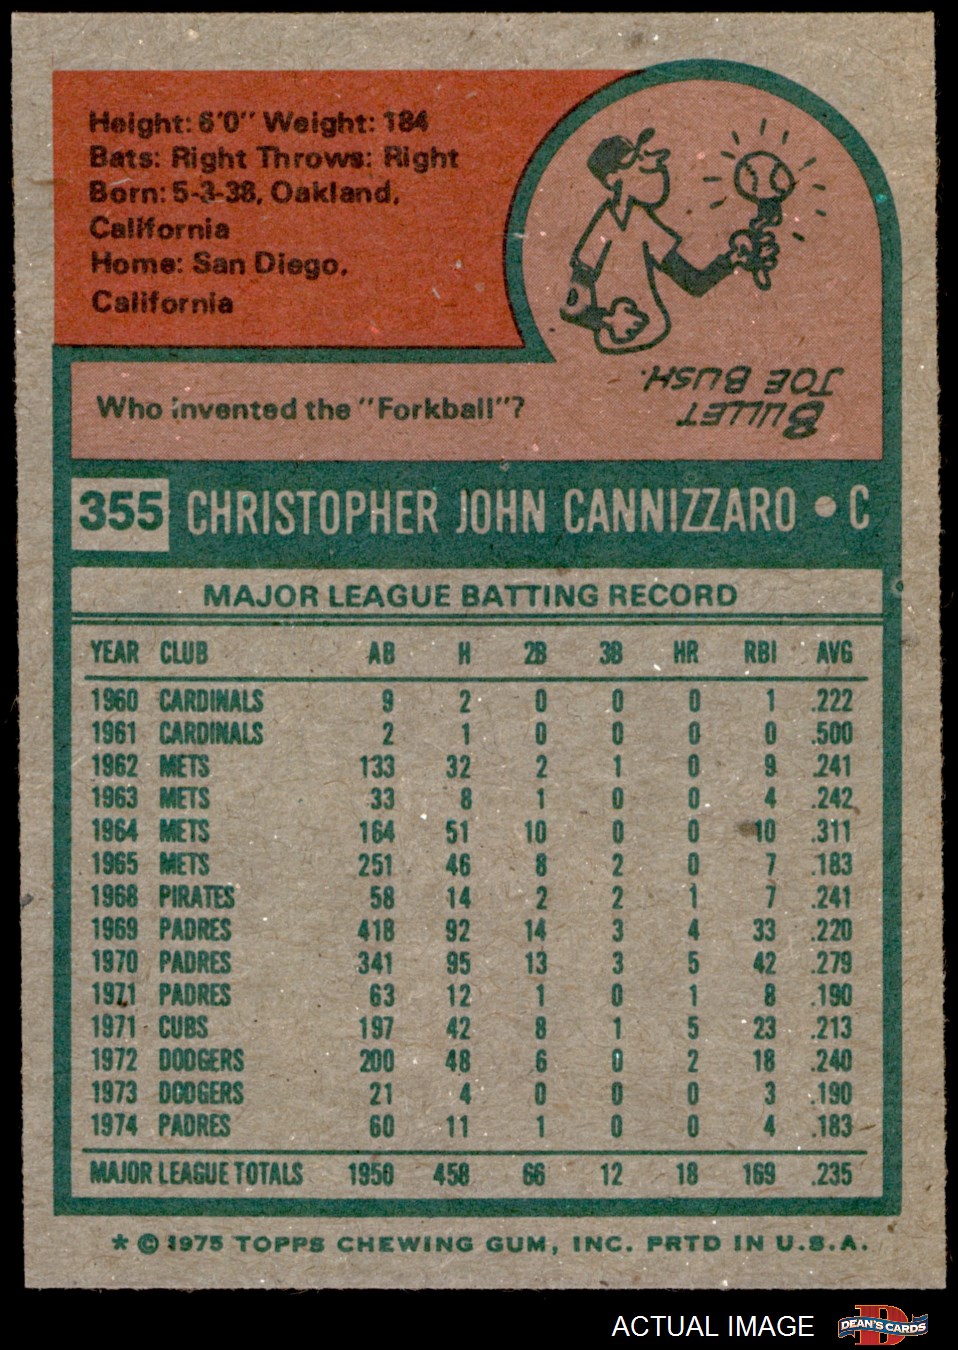 Height: 6'0" Weight: 184
Bats: Right Throws: Right
Born: 5-3-38, Oakland,
California
Home: San Diego,
California
Who invented the "Forkball"?
BULLET
JOE BUSH.
355 CHRISTOPHER JOHN CANNIZZARO • C
MAJOR LEAGUE BATTING RECORD
YEAR CLUB AB H 2B 3B HR RBI AVG
1960 CARDINALS 9 2 0 0 0 1 .222
1961 CARDINALS 2 1 0 0 0 0 .500
1962 METS 133 32 2 1 0 9 .241
1963 METS 33 8 1 0 0 4 .242
1964 METS 164 51 10 0 0 10 .311
1965 METS 251 46 8 2 0 7 .183
1968 PIRATES 58 14 2 2 1 7 .241
1969 PADRES 418 92 14 3 4 33 .220
1970 PADRES 341 95 13 3 5 42 .279
1971 PADRES 63 12 1 0 1 8 .190
1971 CUBS 197 42 8 1 5 23 .213
1972 DODGERS 200 48 6 0 2 18 .240
1973 DODGERS 21 4 0 0 0 3 .190
1974 PADRES 60 11 1 0 0 4 .183
MAJOR LEAGUE TOTALS 1950 458 66 12 18 169 .235
* © 1975 TOPPS CHEWING GUM, INC. PRTD IN U.S.A.
ACTUAL IMAGE
DEAN'S CARDS